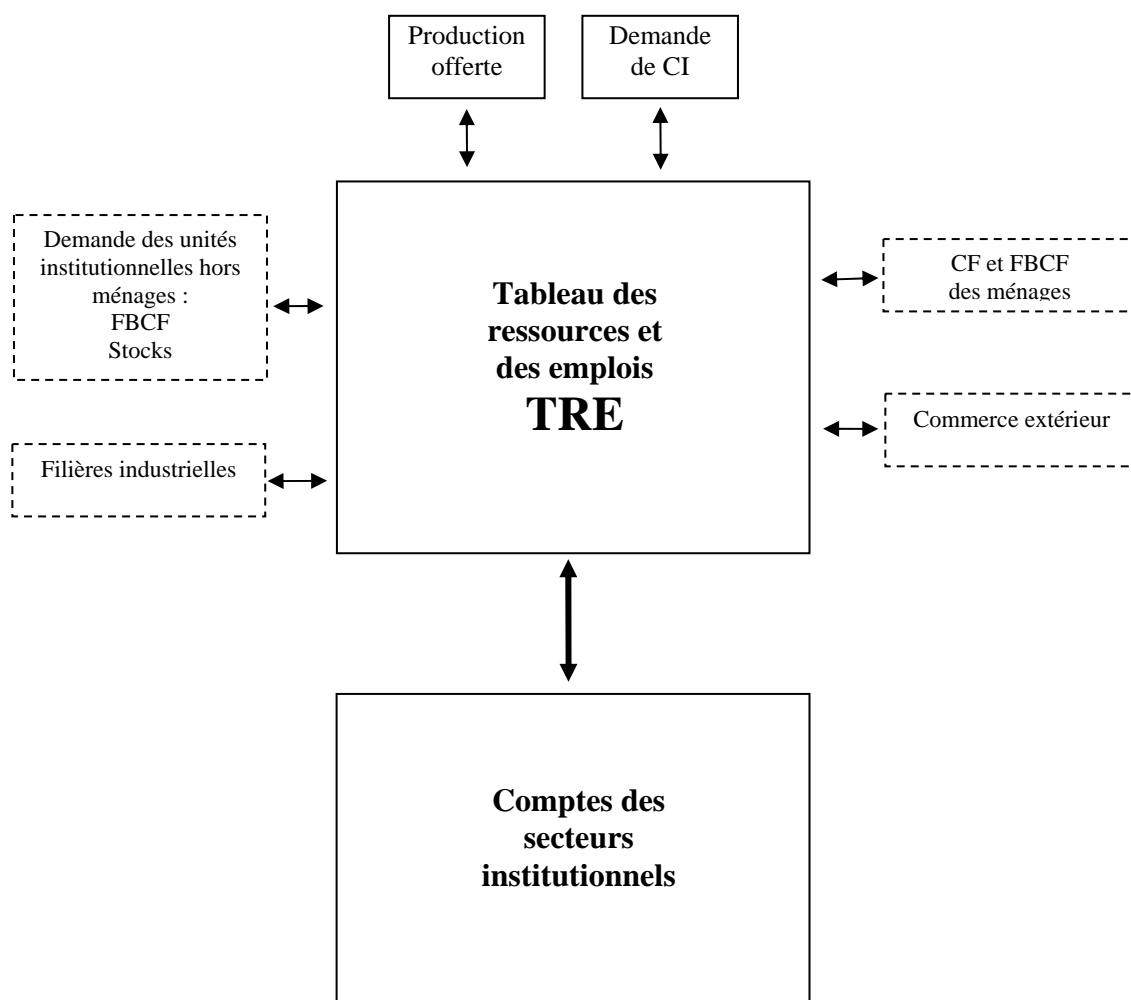 Production
offerte
Demande
de CI
Demande des unités
institutionnelles hors
ménages :
FBCF
Stocks
CF et FBCF
des ménages
Tableau des
ressources et
des emplois
TRE
Commerce extérieur
Filières industrielles
Comptes des
secteurs
institutionnels